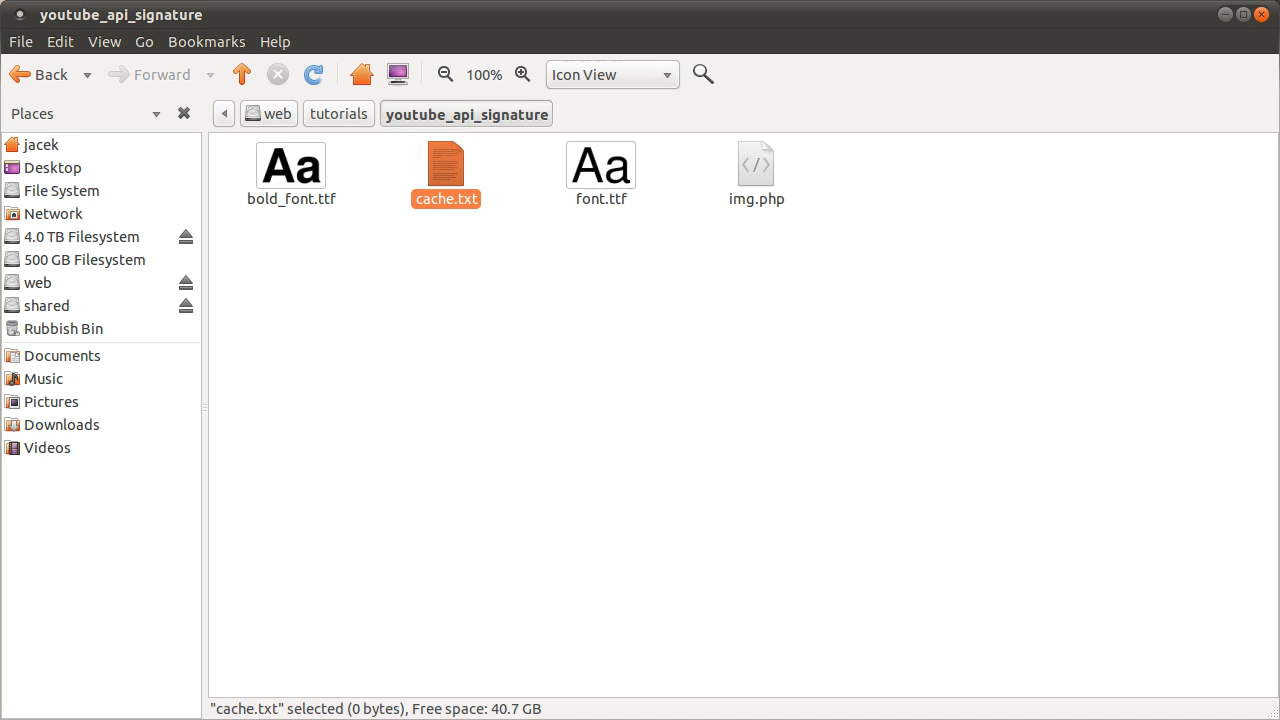 youtube_api_signature
File Edit View Go Bookmarks Help
Back Forward 100% Icon View
Places web tutorials youtube_api_signature
jacek
Desktop
File System
Network
4.0 TB Filesystem
500 GB Filesystem
web
shared
Rubbish Bin
Documents
Music
Pictures
Downloads
Videos
Aa Aa </>
bold_font.ttf cache.txt font.ttf img.php
"cache.txt" selected (0 bytes), Free space: 40.7 GB